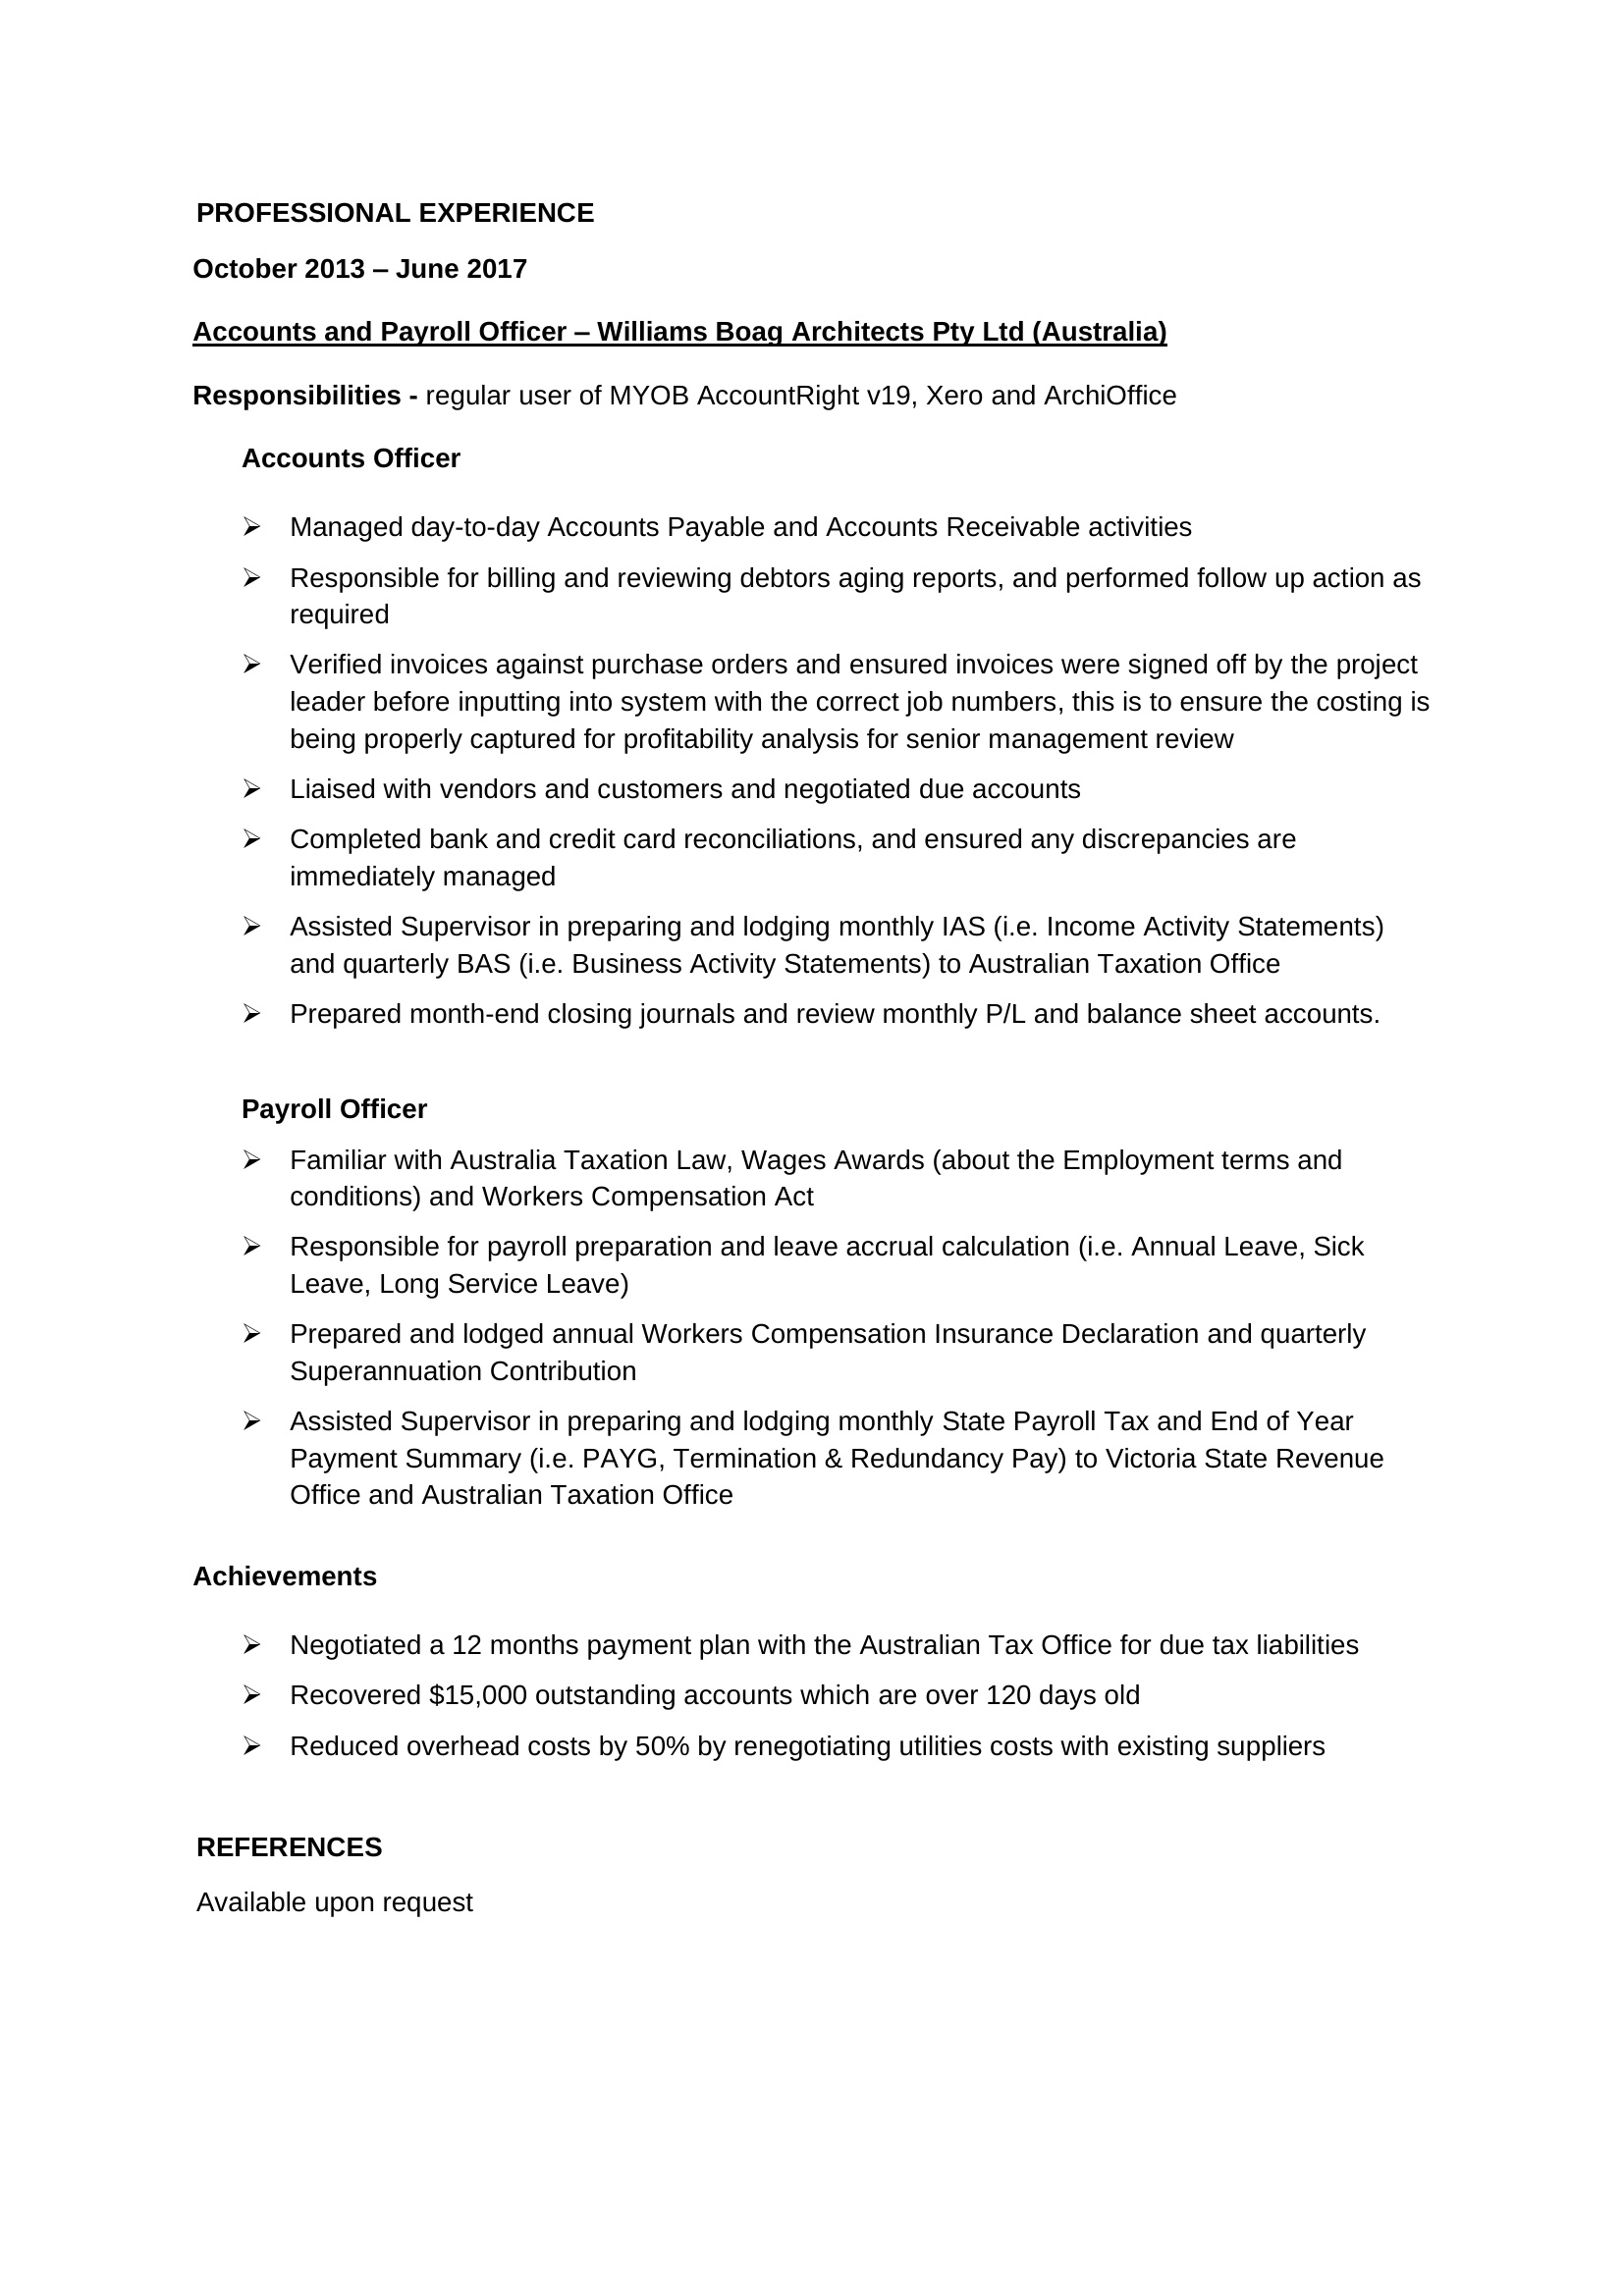 PROFESSIONAL EXPERIENCE
October 2013 – June 2017
Accounts and Payroll Officer – Williams Boag Architects Pty Ltd (Australia)
Responsibilities - regular user of MYOB AccountRight v19, Xero and ArchiOffice
Accounts Officer
➢ Managed day-to-day Accounts Payable and Accounts Receivable activities
➢ Responsible for billing and reviewing debtors aging reports, and performed follow up action as
required
➢ Verified invoices against purchase orders and ensured invoices were signed off by the project
leader before inputting into system with the correct job numbers, this is to ensure the costing is
being properly captured for profitability analysis for senior management review
➢ Liaised with vendors and customers and negotiated due accounts
➢ Completed bank and credit card reconciliations, and ensured any discrepancies are
immediately managed
➢ Assisted Supervisor in preparing and lodging monthly IAS (i.e. Income Activity Statements)
and quarterly BAS (i.e. Business Activity Statements) to Australian Taxation Office
➢ Prepared month-end closing journals and review monthly P/L and balance sheet accounts.
Payroll Officer
➢ Familiar with Australia Taxation Law, Wages Awards (about the Employment terms and
conditions) and Workers Compensation Act
➢ Responsible for payroll preparation and leave accrual calculation (i.e. Annual Leave, Sick
Leave, Long Service Leave)
➢ Prepared and lodged annual Workers Compensation Insurance Declaration and quarterly
Superannuation Contribution
➢ Assisted Supervisor in preparing and lodging monthly State Payroll Tax and End of Year
Payment Summary (i.e. PAYG, Termination & Redundancy Pay) to Victoria State Revenue
Office and Australian Taxation Office
Achievements
➢ Negotiated a 12 months payment plan with the Australian Tax Office for due tax liabilities
➢ Recovered $15,000 outstanding accounts which are over 120 days old
➢ Reduced overhead costs by 50% by renegotiating utilities costs with existing suppliers
REFERENCES
Available upon request